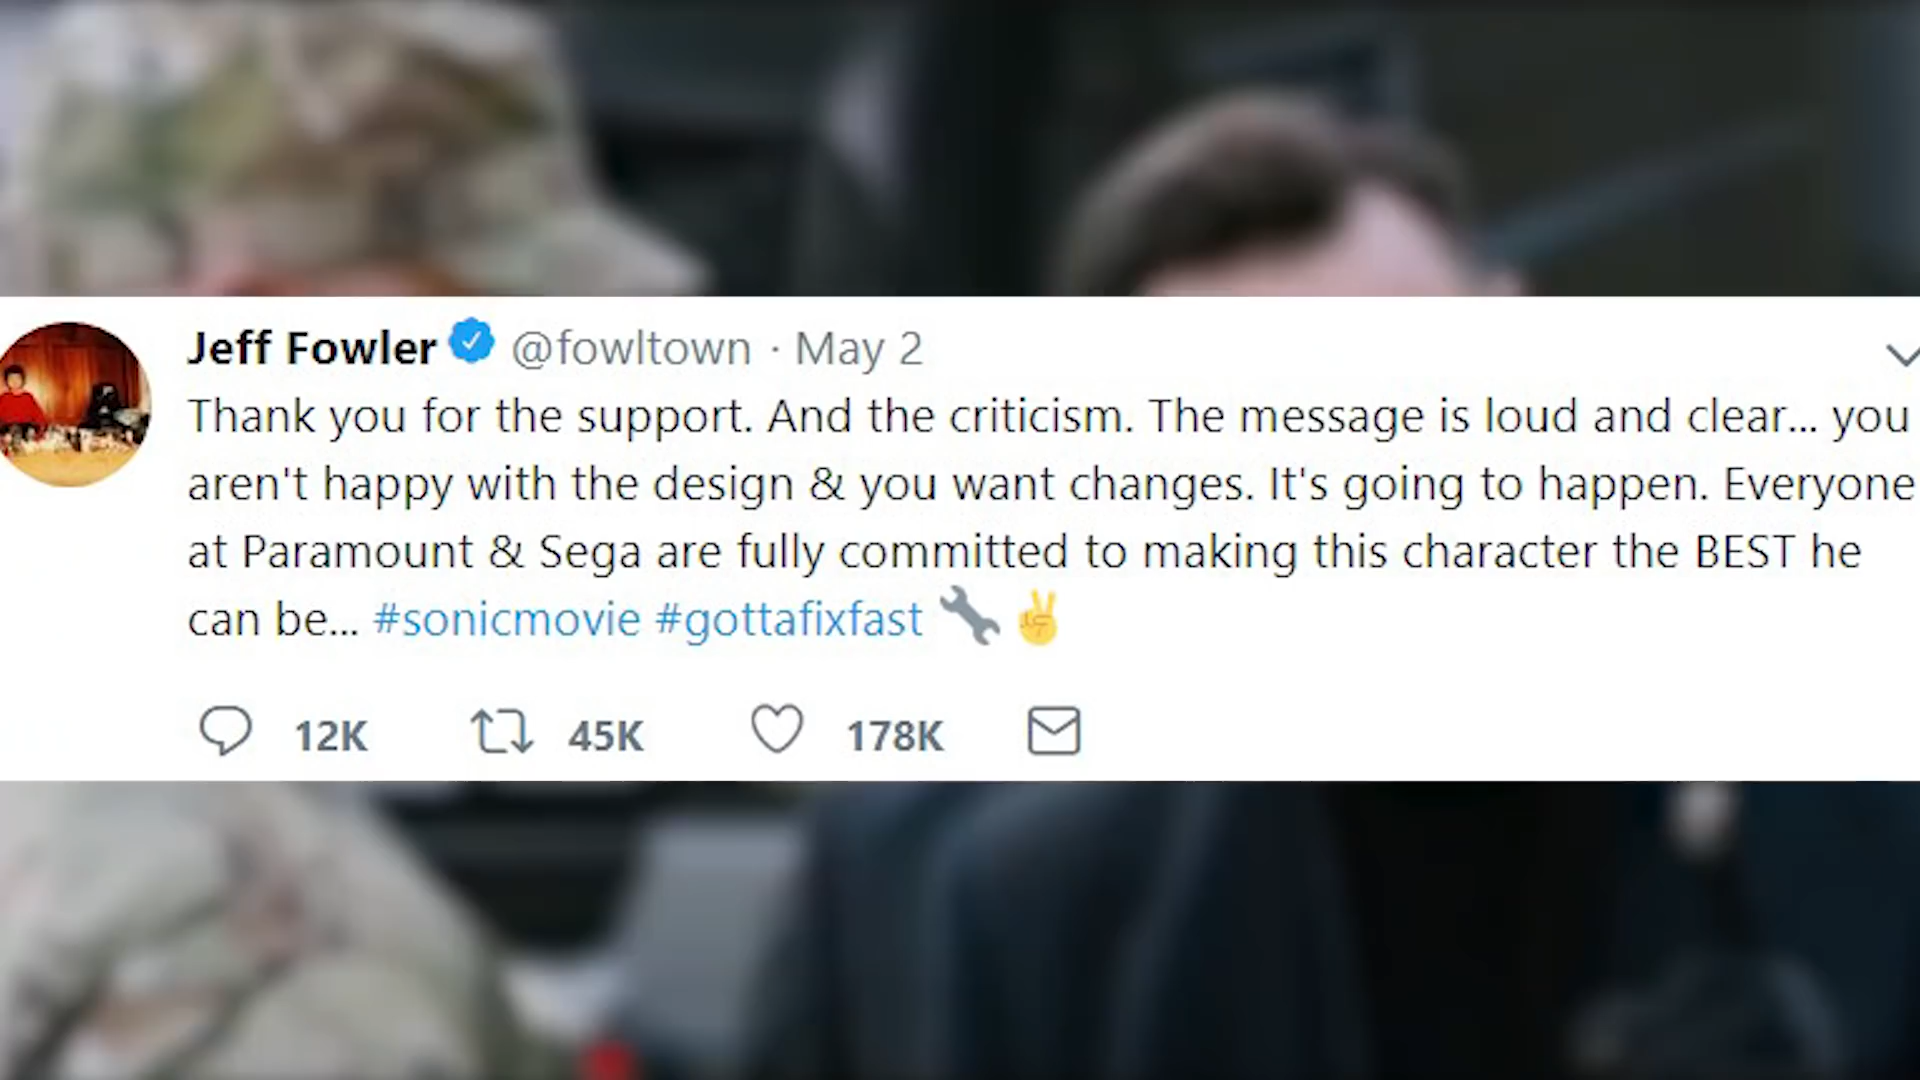 Jeff Fowler @fowltown · May 2
Thank you for the support. And the criticism. The message is loud and clear... you
aren't happy with the design & you want changes. It's going to happen. Everyone
at Paramount & Sega are fully committed to making this character the BEST he
can be... #sonicmovie #gottafixfast 🔧✌️
12K 45K 178K